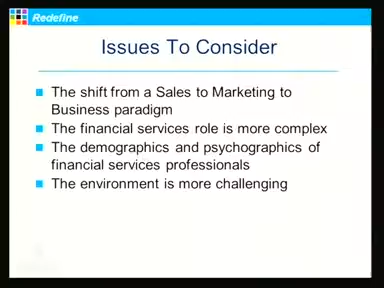 Redefine
Issues To Consider
The shift from a Sales to Marketing to
Business paradigm
The financial services role is more complex
The demographics and psychographics of
financial services professionals
The environment is more challenging